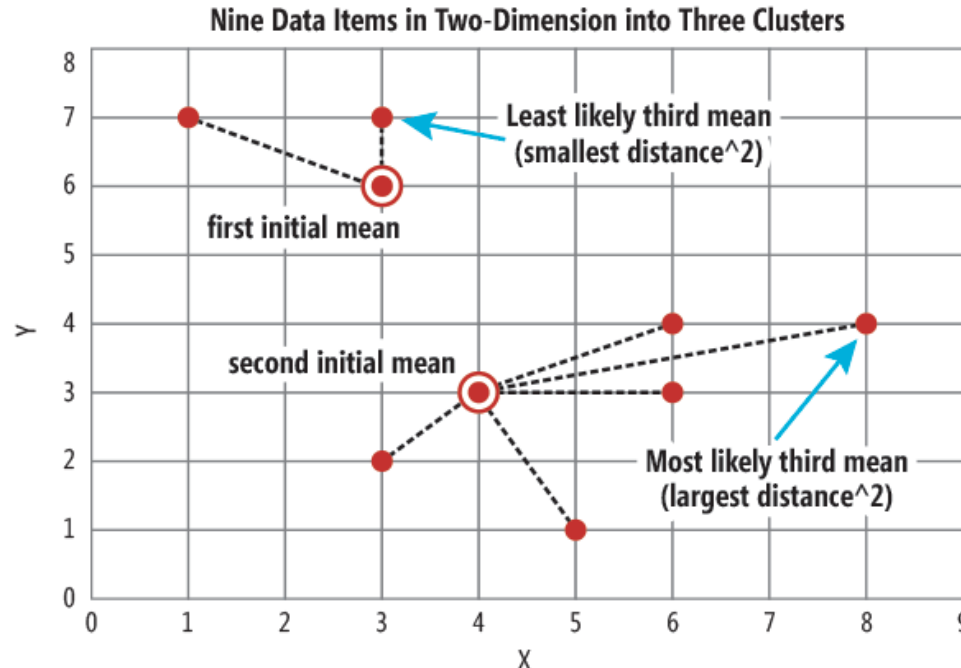 Nine Data Items in Two-Dimension into Three Clusters
8
7
6
5
4
3
2
1
0
Y
Least likely third mean
(smallest distance^2)
first initial mean
second initial mean
Most likely third mean
(largest distance^2)
0 1 2 3 4 5 6 7 8 9
X